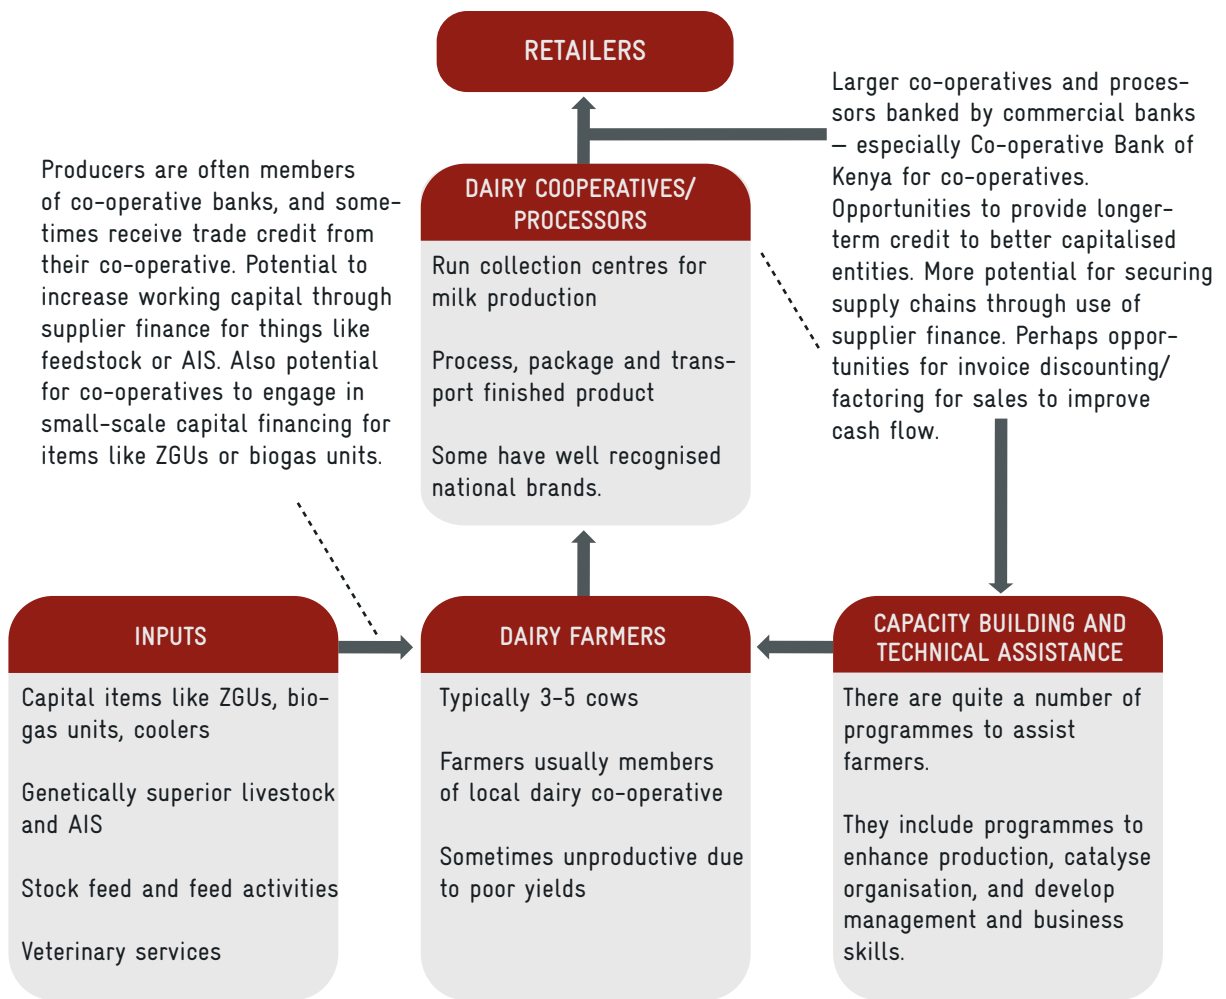 RETAILERS
Larger co-operatives and proces-
sors banked by commercial banks
– especially Co-operative Bank of
Kenya for co-operatives.
Opportunities to provide longer-
term credit to better capitalised
entities. More potential for securing
supply chains through use of
supplier finance. Perhaps oppor-
tunities for invoice discounting/
factoring for sales to improve
cash flow.
Producers are often members
of co-operative banks, and some-
times receive trade credit from
their co-operative. Potential to
increase working capital through
supplier finance for things like
feedstock or AIS. Also potential
for co-operatives to engage in
small-scale capital financing for
items like ZGUs or biogas units.
DAIRY COOPERATIVES/
PROCESSORS
Run collection centres for
milk production
Process, package and trans-
port finished product
Some have well recognised
national brands.
INPUTS
Capital items like ZGUs, bio-
gas units, coolers
Genetically superior livestock
and AIS
Stock feed and feed activities
Veterinary services
DAIRY FARMERS
Typically 3-5 cows
Farmers usually members
of local dairy co-operative
Sometimes unproductive due
to poor yields
CAPACITY BUILDING AND
TECHNICAL ASSISTANCE
There are quite a number of
programmes to assist
farmers.
They include programmes to
enhance production, catalyse
organisation, and develop
management and business
skills.